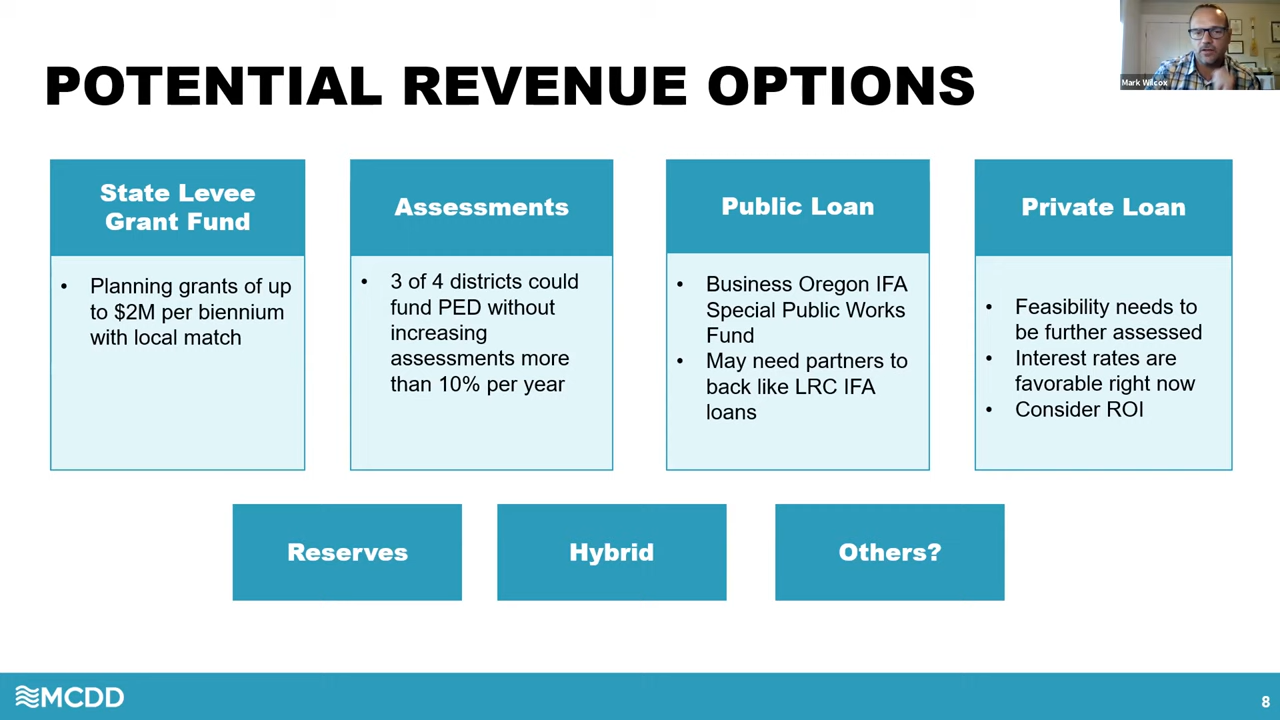 POTENTIAL REVENUE OPTIONS
Mark Wilcox
State Levee
Grant Fund
• Planning grants of up
to $2M per biennium
with local match
Assessments
• 3 of 4 districts could
fund PED without
increasing
assessments more
than 10% per year
Public Loan
• Business Oregon IFA
Special Public Works
Fund
• May need partners to
back like LRC IFA
loans
Private Loan
• Feasibility needs to
be further assessed
• Interest rates are
favorable right now
• Consider ROI
Reserves
Hybrid
Others?
MCDD
8